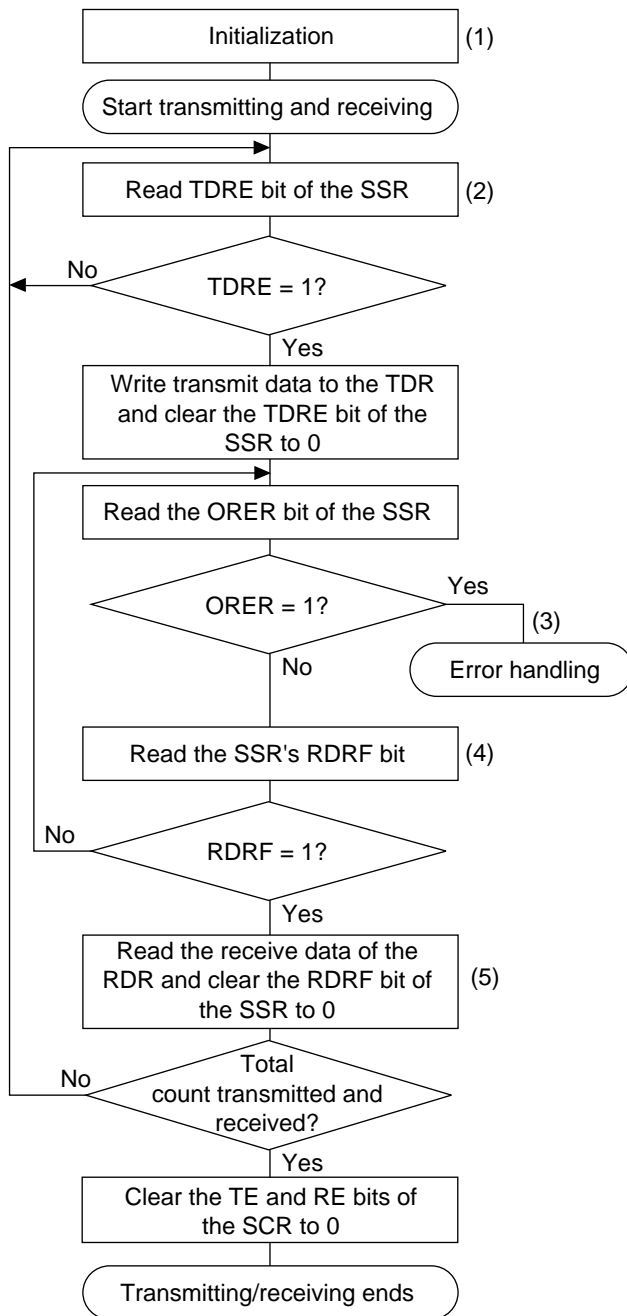 Initialization
(1)
Start transmitting and receiving
Read TDRE bit of the SSR
(2)
No
TDRE = 1?
Yes
Write transmit data to the TDR
and clear the TDRE bit of the
SSR to 0
Read the ORER bit of the SSR
Yes
ORER = 1?
(3)
No
Error handling
Read the SSR's RDRF bit
(4)
No
RDRF = 1?
Yes
Read the receive data of the
RDR and clear the RDRF bit of
the SSR to 0
(5)
Total
No
count transmitted and
received?
Yes
Clear the TE and RE bits of
the SCR to 0
Transmitting/receiving ends